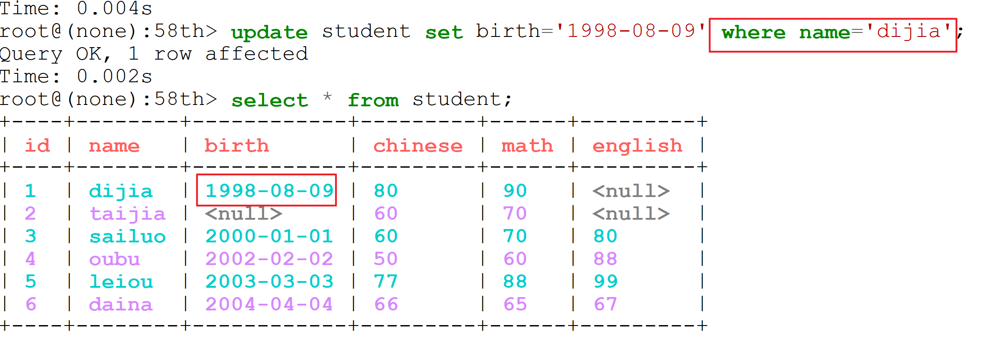 Time: 0.004s
root@(none):58th> update student set birth='1998-08-09' where name='dijia';
Query OK, 1 row affected
Time: 0.002s
root@(none):58th> select * from student;
+----+--------+------------+---------+------+---------+
| id | name   | birth      | chinese | math | english |
+----+--------+------------+---------+------+---------+
| 1  | dijia  | 1998-08-09 | 80      | 90   | <null>  |
| 2  | taijia | <null>     | 60      | 70   | <null>  |
| 3  | sailuo | 2000-01-01 | 60      | 70   | 80      |
| 4  | oubu   | 2002-02-02 | 50      | 60   | 88      |
| 5  | leiou  | 2003-03-03 | 77      | 88   | 99      |
| 6  | daina  | 2004-04-04 | 66      | 65   | 67      |
+----+--------+------------+---------+------+---------+